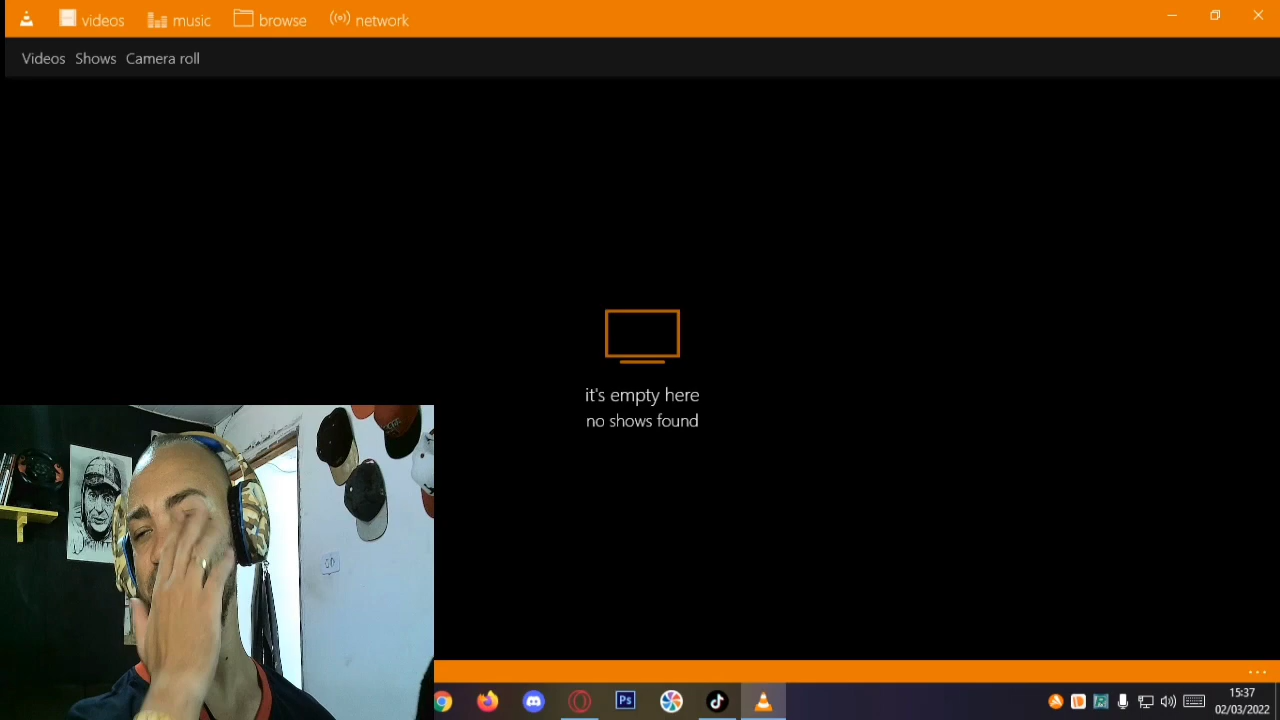 videos music browse network
Videos Shows Camera roll
it's empty here
no shows found
Ps
15:37
02/03/2022